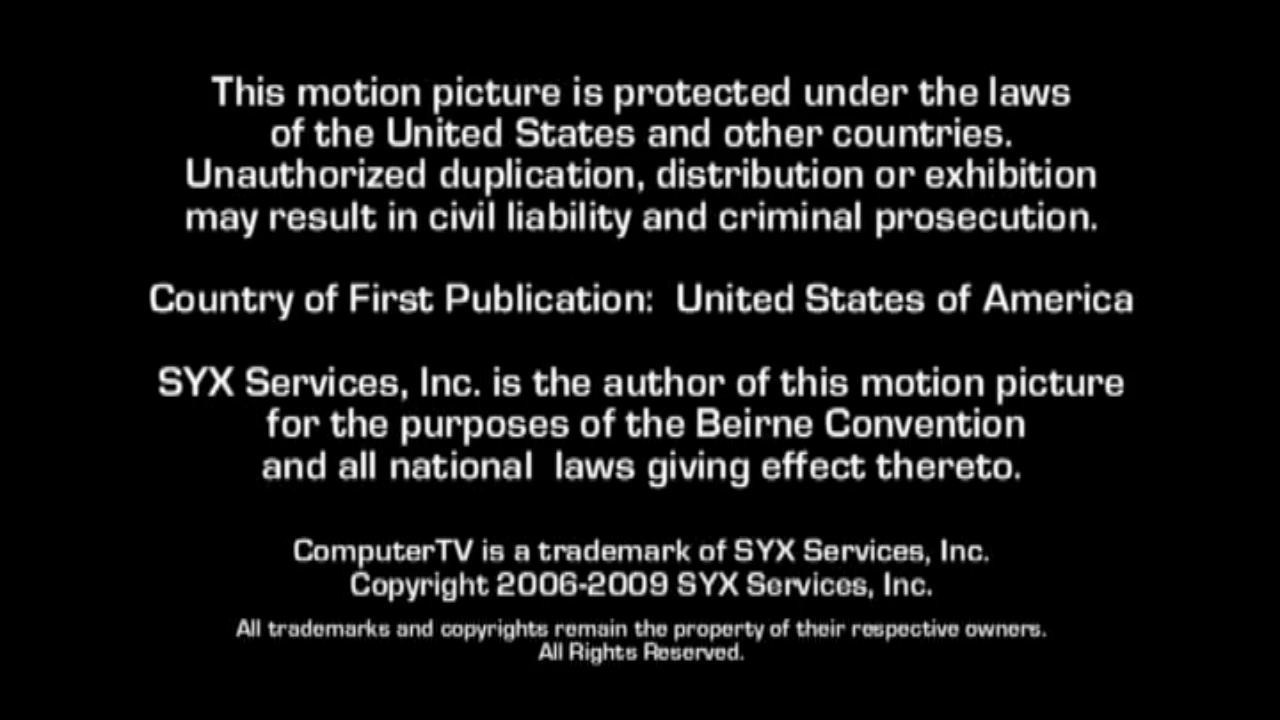 This motion picture is protected under the laws
of the United States and other countries.
Unauthorized duplication, distribution or exhibition
may result in civil liability and criminal prosecution.
Country of First Publication:  United States of America
SYX Services, Inc. is the author of this motion picture
for the purposes of the Beirne Convention
and all national  laws giving effect thereto.
ComputerTV is a trademark of SYX Services, Inc.
Copyright 2006-2009 SYX Services, Inc.
All trademarks and copyrights remain the property of their respective owners.
All Rights Reserved.